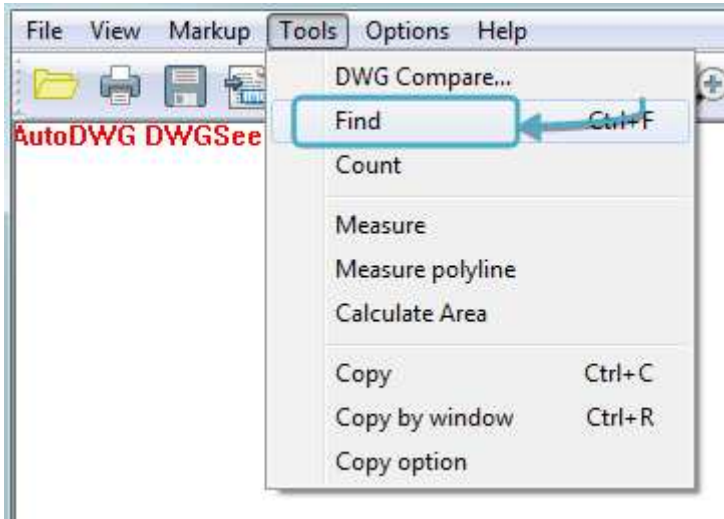 File View Markup Tools Options Help
AutoDWG DWGSee
DWG Compare...
Find Ctrl+F
Count
Measure
Measure polyline
Calculate Area
Copy Ctrl+C
Copy by window Ctrl+R
Copy option